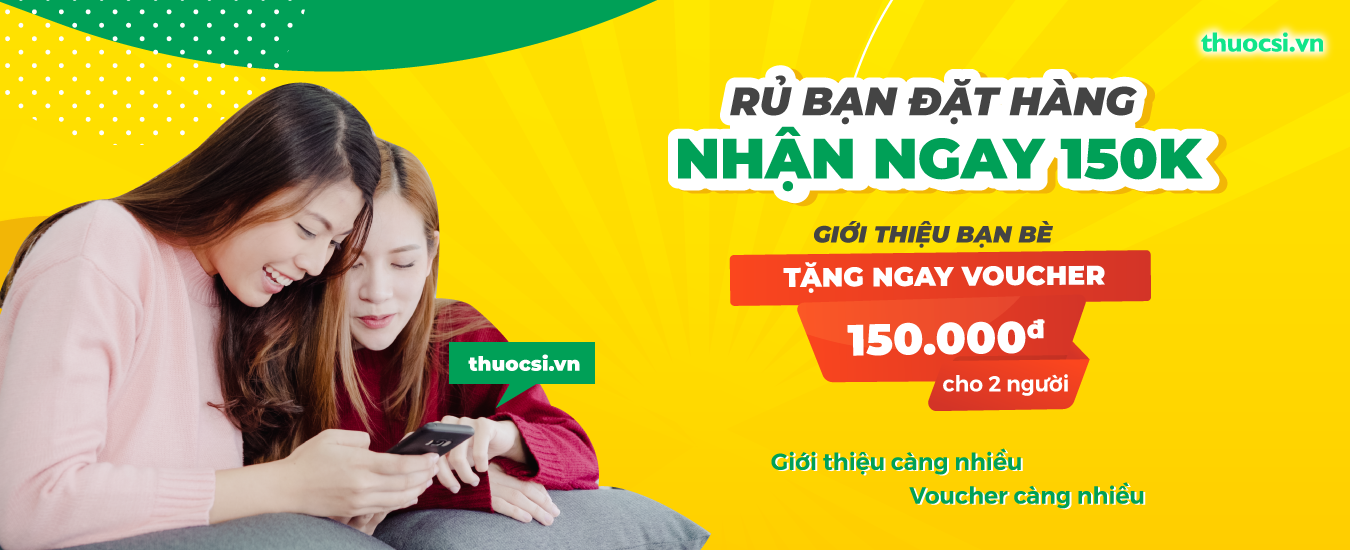 thuocsi.vn
RỦ BẠN ĐẶT HÀNG
NHẬN NGAY 150K
GIỚI THIỆU BẠN BÈ
TẶNG NGAY VOUCHER
150.000đ
cho 2 người
thuocsi.vn
Giới thiệu càng nhiều
Voucher càng nhiều